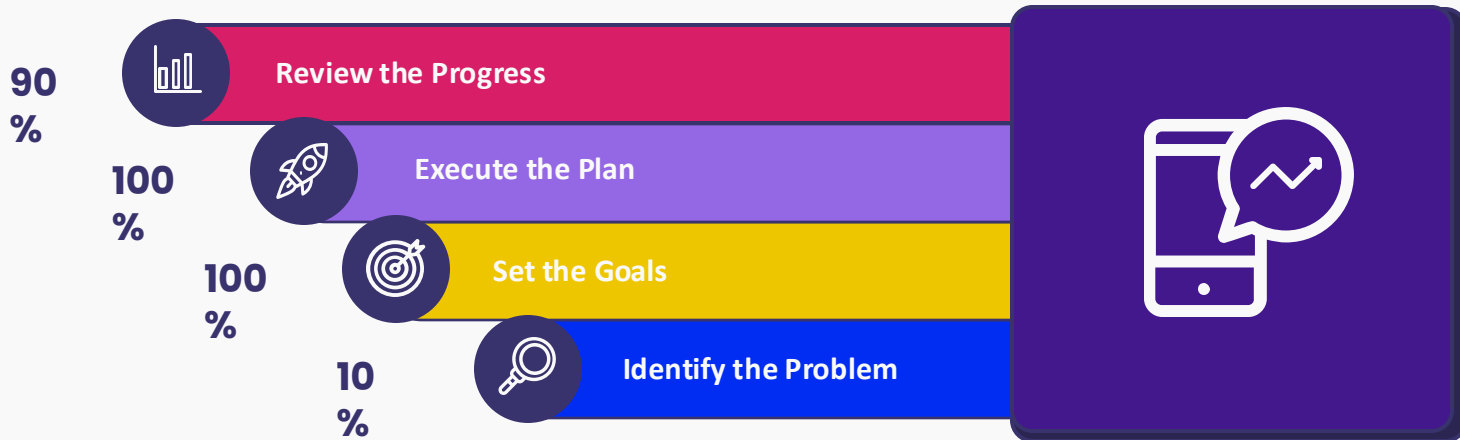 90
%
Review the Progress
100
%
Execute the Plan
100
%
Set the Goals
10
%
Identify the Problem